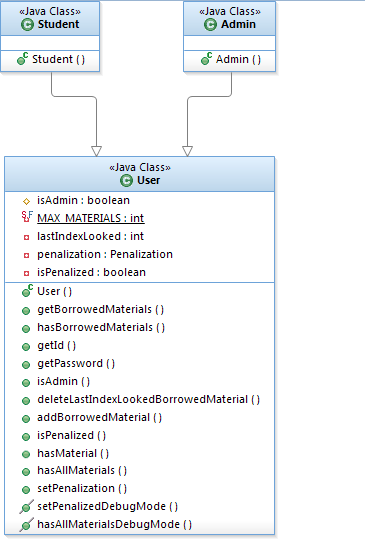 «Java Class»
Student
Student ( )
«Java Class»
Admin
Admin ( )
«Java Class»
User
isAdmin : boolean
MAX_MATERIALS : int
lastIndexLooked : int
penalization : Penalization
isPenalized : boolean
User ( )
getBorrowedMaterials ( )
hasBorrowedMaterials ( )
getId ( )
getPassword ( )
isAdmin ( )
deleteLastIndexLookedBorrowedMaterial ( )
addBorrowedMaterial ( )
isPenalized ( )
hasMaterial ( )
hasAllMaterials ( )
setPenalization ( )
setPenalizedDebugMode ( )
hasAllMaterialsDebugMode ( )